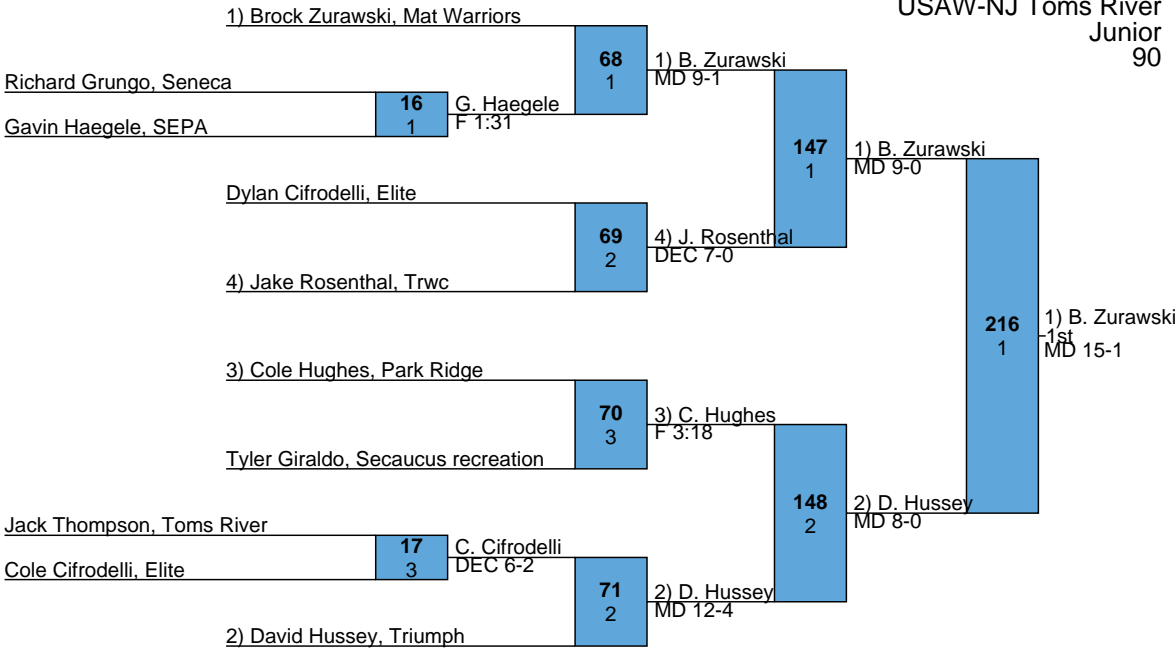 USAW-NJ Toms River
Junior
90
1) Brock Zurawski, Mat Warriors
68
1
1) B. Zurawski
MD 9-1
Richard Grungo, Seneca
16
1
G. Haegele
F 1:31
Gavin Haegele, SEPA
147
1
1) B. Zurawski
MD 9-0
Dylan Cifrodelli, Elite
69
2
4) J. Rosenthal
DEC 7-0
4) Jake Rosenthal, Trwc
216
1
1) B. Zurawski
1st
MD 15-1
3) Cole Hughes, Park Ridge
70
3
3) C. Hughes
F 3:18
Tyler Giraldo, Secaucus recreation
148
2
2) D. Hussey
MD 8-0
Jack Thompson, Toms River
17
3
C. Cifrodelli
DEC 6-2
Cole Cifrodelli, Elite
71
2
2) D. Hussey
MD 12-4
2) David Hussey, Triumph